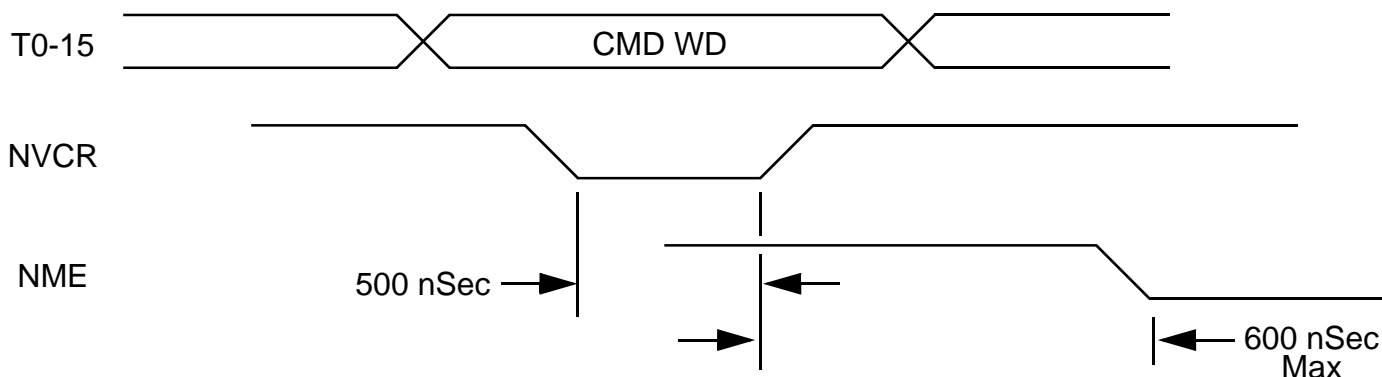 T0-15
CMD WD
NVCR
NME
500 nSec
600 nSec
Max